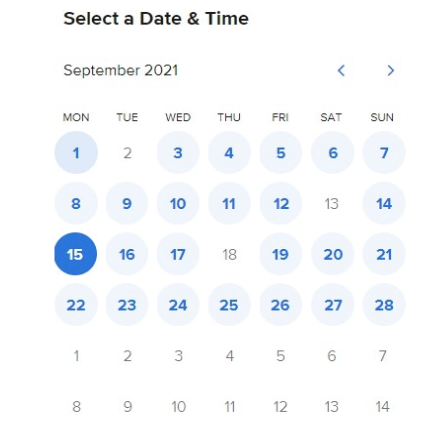 Select a Date & Time
September 2021
MON TUE WED THU FRI SAT SUN
1 2 3 4 5 6 7
8 9 10 11 12 13 14
15 16 17 18 19 20 21
22 23 24 25 26 27 28
1 2 3 4 5 6 7
8 9 10 11 12 13 14